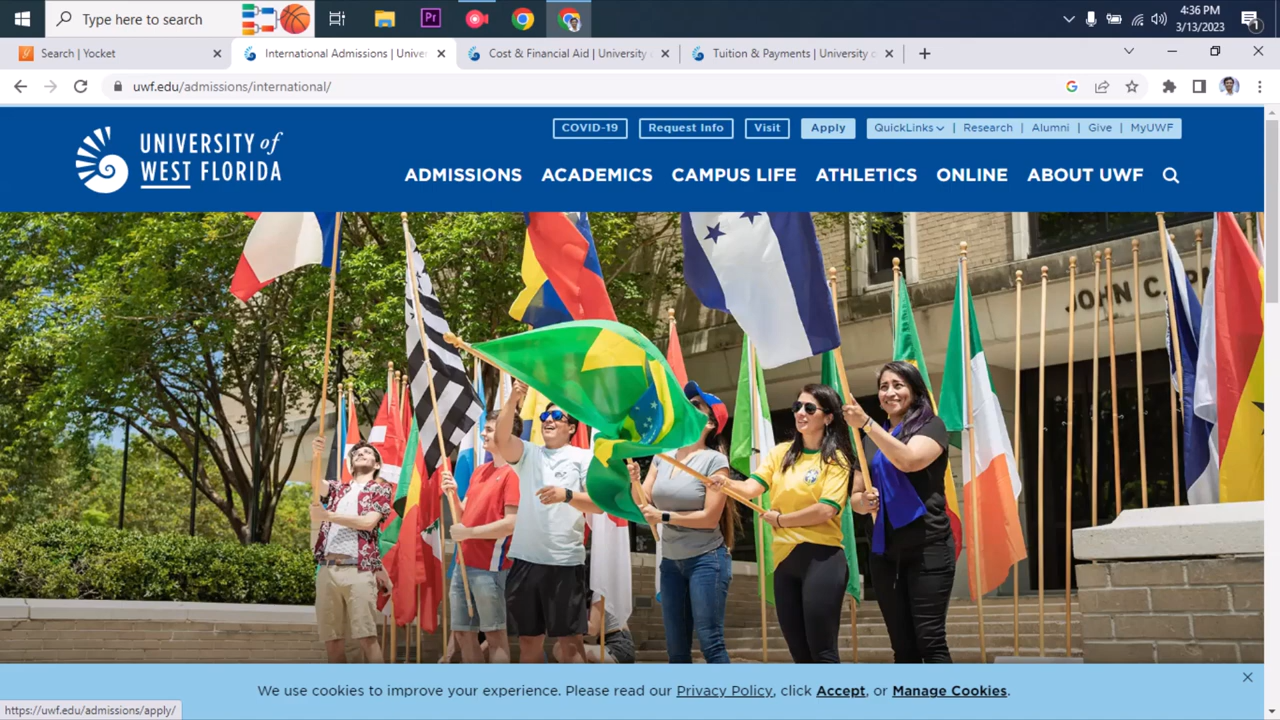 Type here to search
4:36 PM
3/13/2023
1
Pr
Search | Yocket
International Admissions | Unive
Cost & Financial Aid | University
Tuition & Payments | University o
uwf.edu/admissions/international/
COVID-19
Request Info
Visit
Apply
QuickLinks
Research
Alumni
Give
MyUWF
UNIVERSITY of
WEST FLORIDA
ADMISSIONS
ACADEMICS
CAMPUS LIFE
ATHLETICS
ONLINE
ABOUT UWF
JOHN C.
We use cookies to improve your experience. Please read our Privacy Policy, click Accept, or Manage Cookies.
https://uwf.edu/admissions/apply/